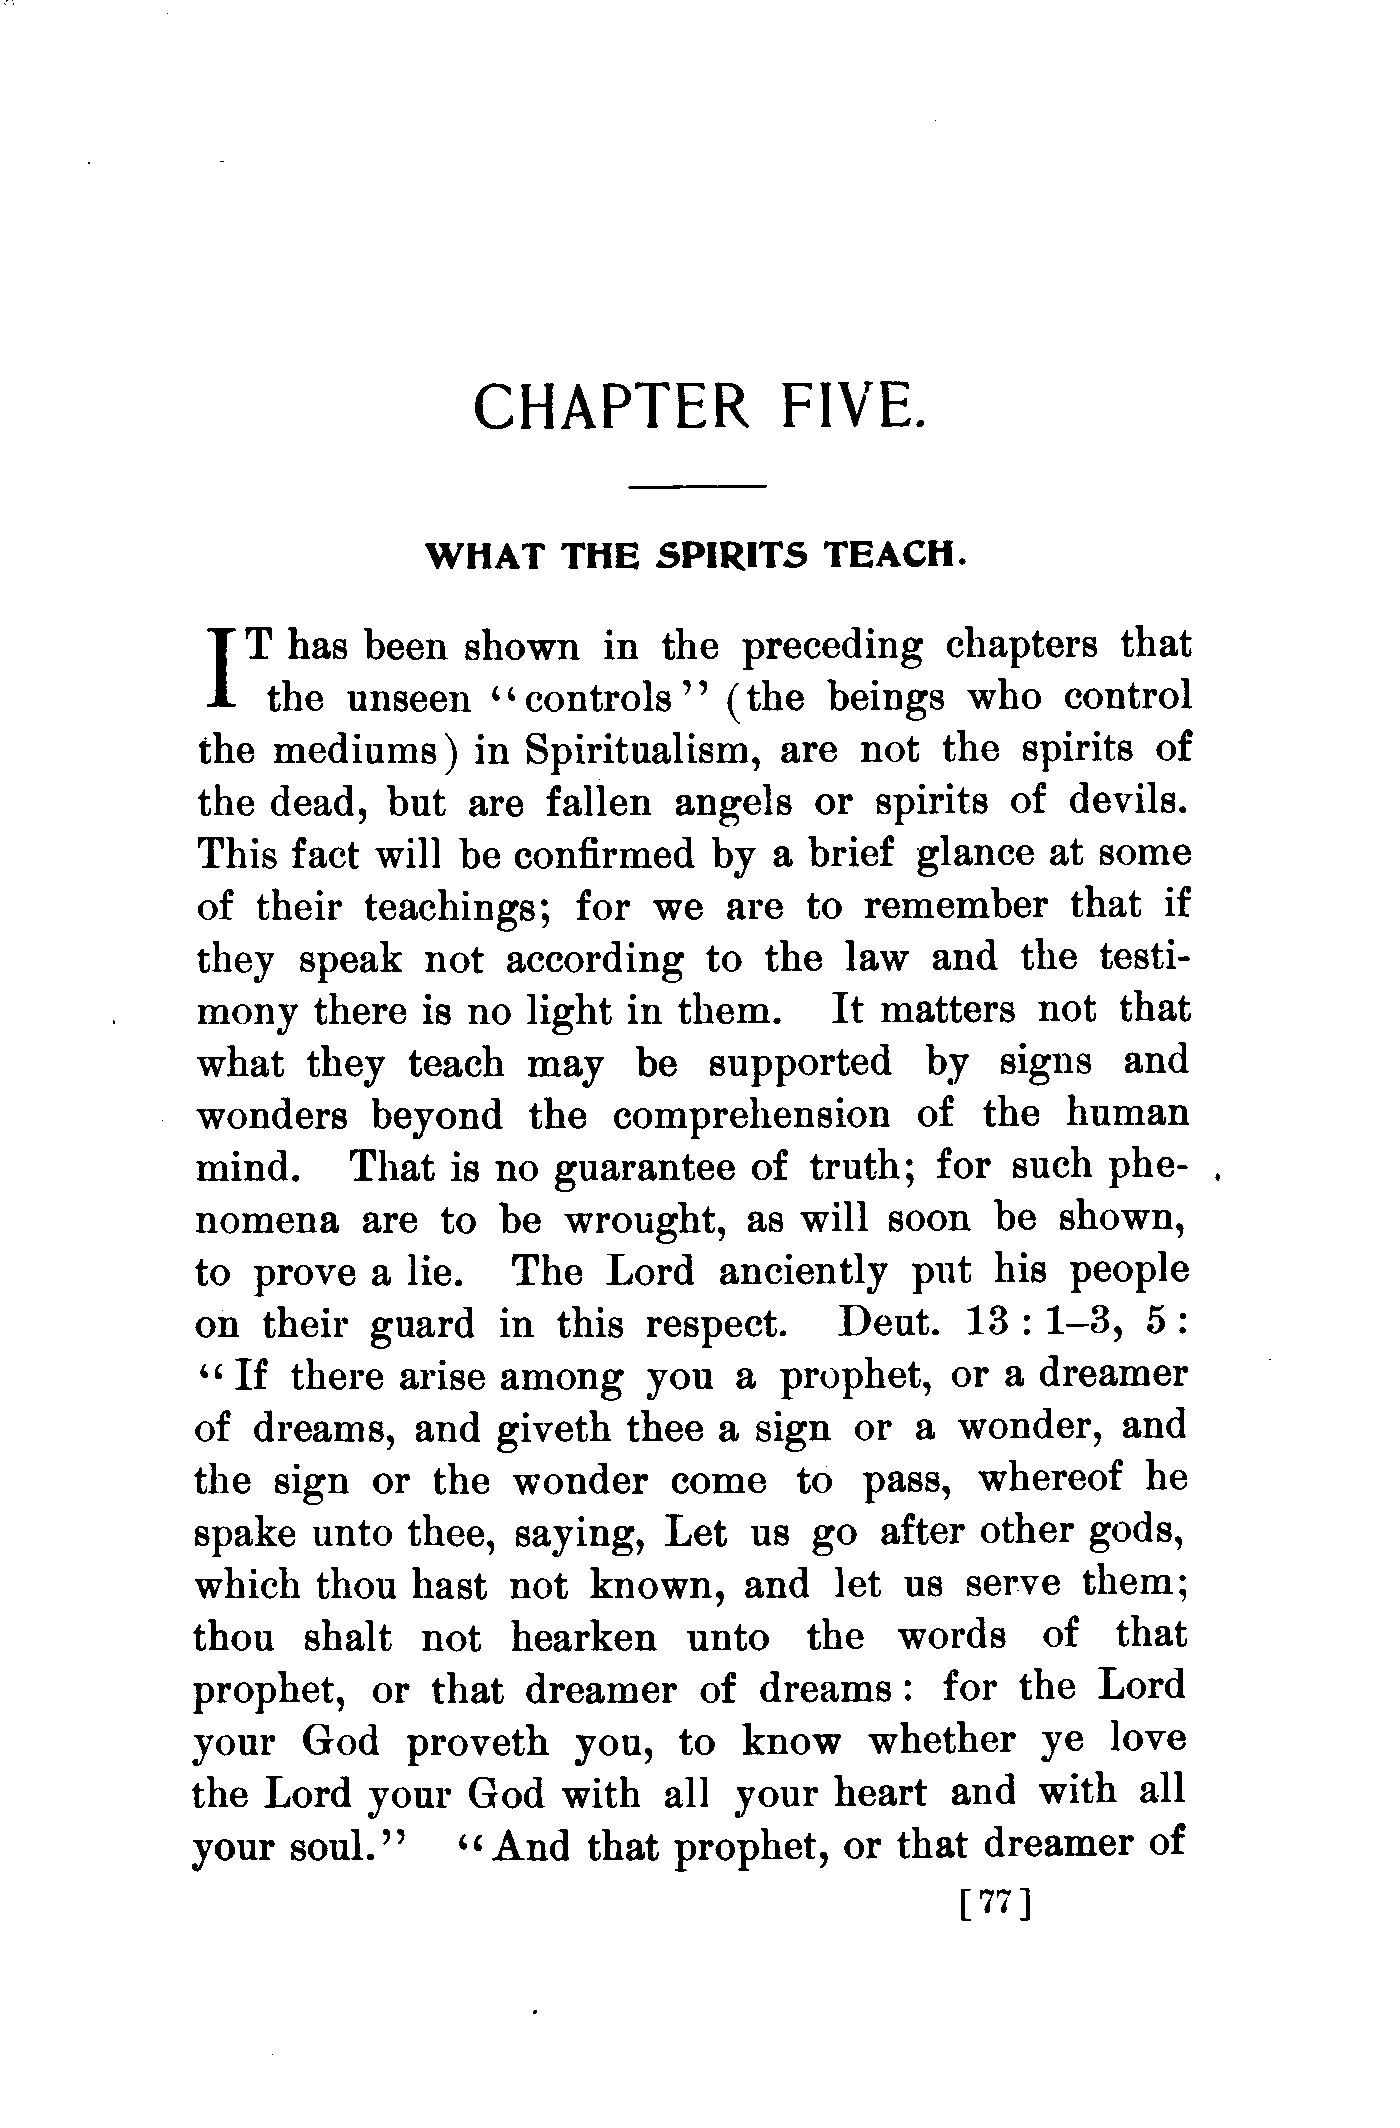 CHAPTER FIVE.
WHAT THE SPIRITS TEACH.
IT has been shown in the preceding chapters that
the unseen “controls” (the beings who control
the mediums) in Spiritualism, are not the spirits of
the dead, but are fallen angels or spirits of devils.
This fact will be confirmed by a brief glance at some
of their teachings; for we are to remember that if
they speak not according to the law and the testi-
mony there is no light in them. It matters not that
what they teach may be supported by signs and
wonders beyond the comprehension of the human
mind. That is no guarantee of truth; for such phe-
nomena are to be wrought, as will soon be shown,
to prove a lie. The Lord anciently put his people
on their guard in this respect. Deut. 13 : 1–3, 5 :
“If there arise among you a prophet, or a dreamer
of dreams, and giveth thee a sign or a wonder, and
the sign or the wonder come to pass, whereof he
spake unto thee, saying, Let us go after other gods,
which thou hast not known, and let us serve them;
thou shalt not hearken unto the words of that
prophet, or that dreamer of dreams : for the Lord
your God proveth you, to know whether ye love
the Lord your God with all your heart and with all
your soul.” “And that prophet, or that dreamer of
[77]